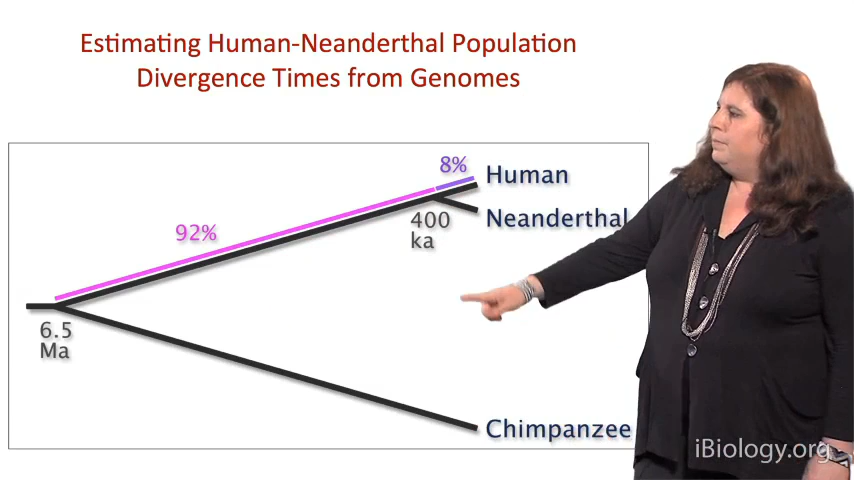 Estimating Human-Neanderthal Population
Divergence Times from Genomes
8%
Human
92%
400
ka
Neanderthal
6.5
Ma
Chimpanzee
iBiology.org